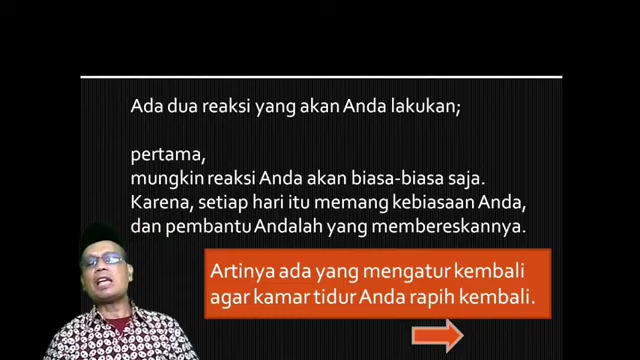 Ada dua reaksi yang akan Anda lakukan;
pertama,
mungkin reaksi Anda akan biasa-biasa saja.
Karena, setiap hari itu memang kebiasaan Anda,
dan pembantu Andalah yang membereskannya.
Artinya ada yang mengatur kembali
agar kamar tidur Anda rapih kembali.